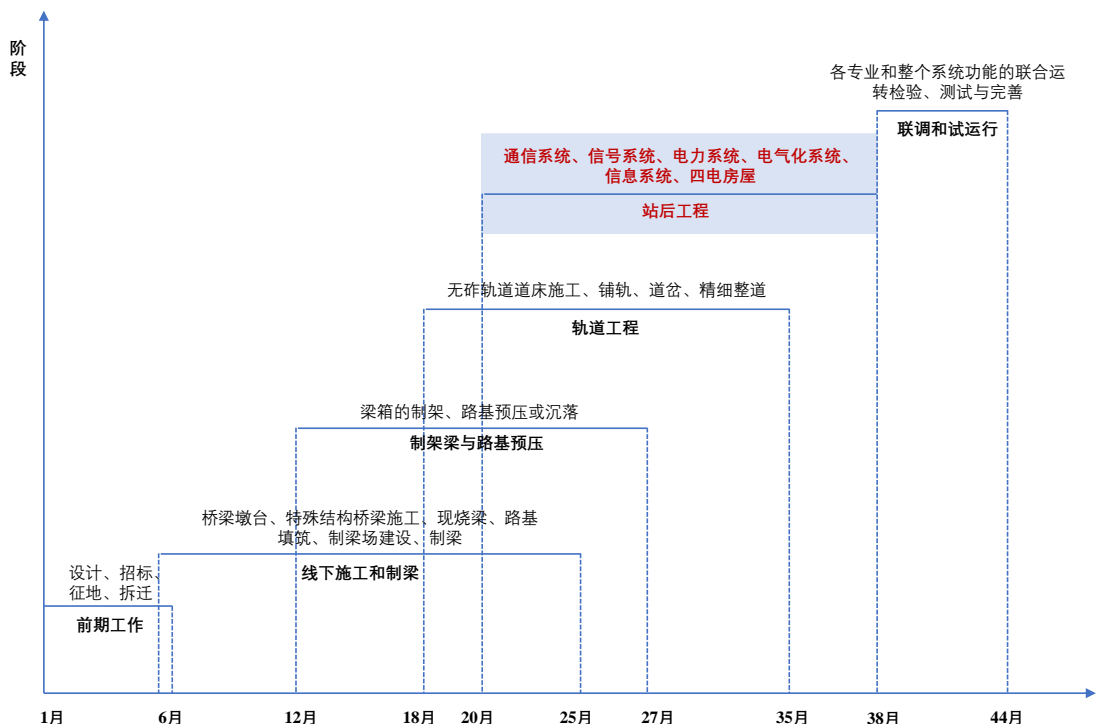 阶
段
各专业和整个系统功能的联合运
转检验、测试与完善
联调和试运行
通信系统、信号系统、电力系统、电气化系统、
信息系统、四电房屋
站后工程
无砟轨道道床施工、铺轨、道岔、精细整道
轨道工程
梁箱的制架、路基预压或沉落
制架梁与路基预压
桥梁墩台、特殊结构桥梁施工、现烧梁、路基
填筑、制梁场建设、制梁
线下施工和制梁
设计、招标、
征地、拆迁
前期工作
1月 6月 12月 18月 20月 25月 27月 35月 38月 44月